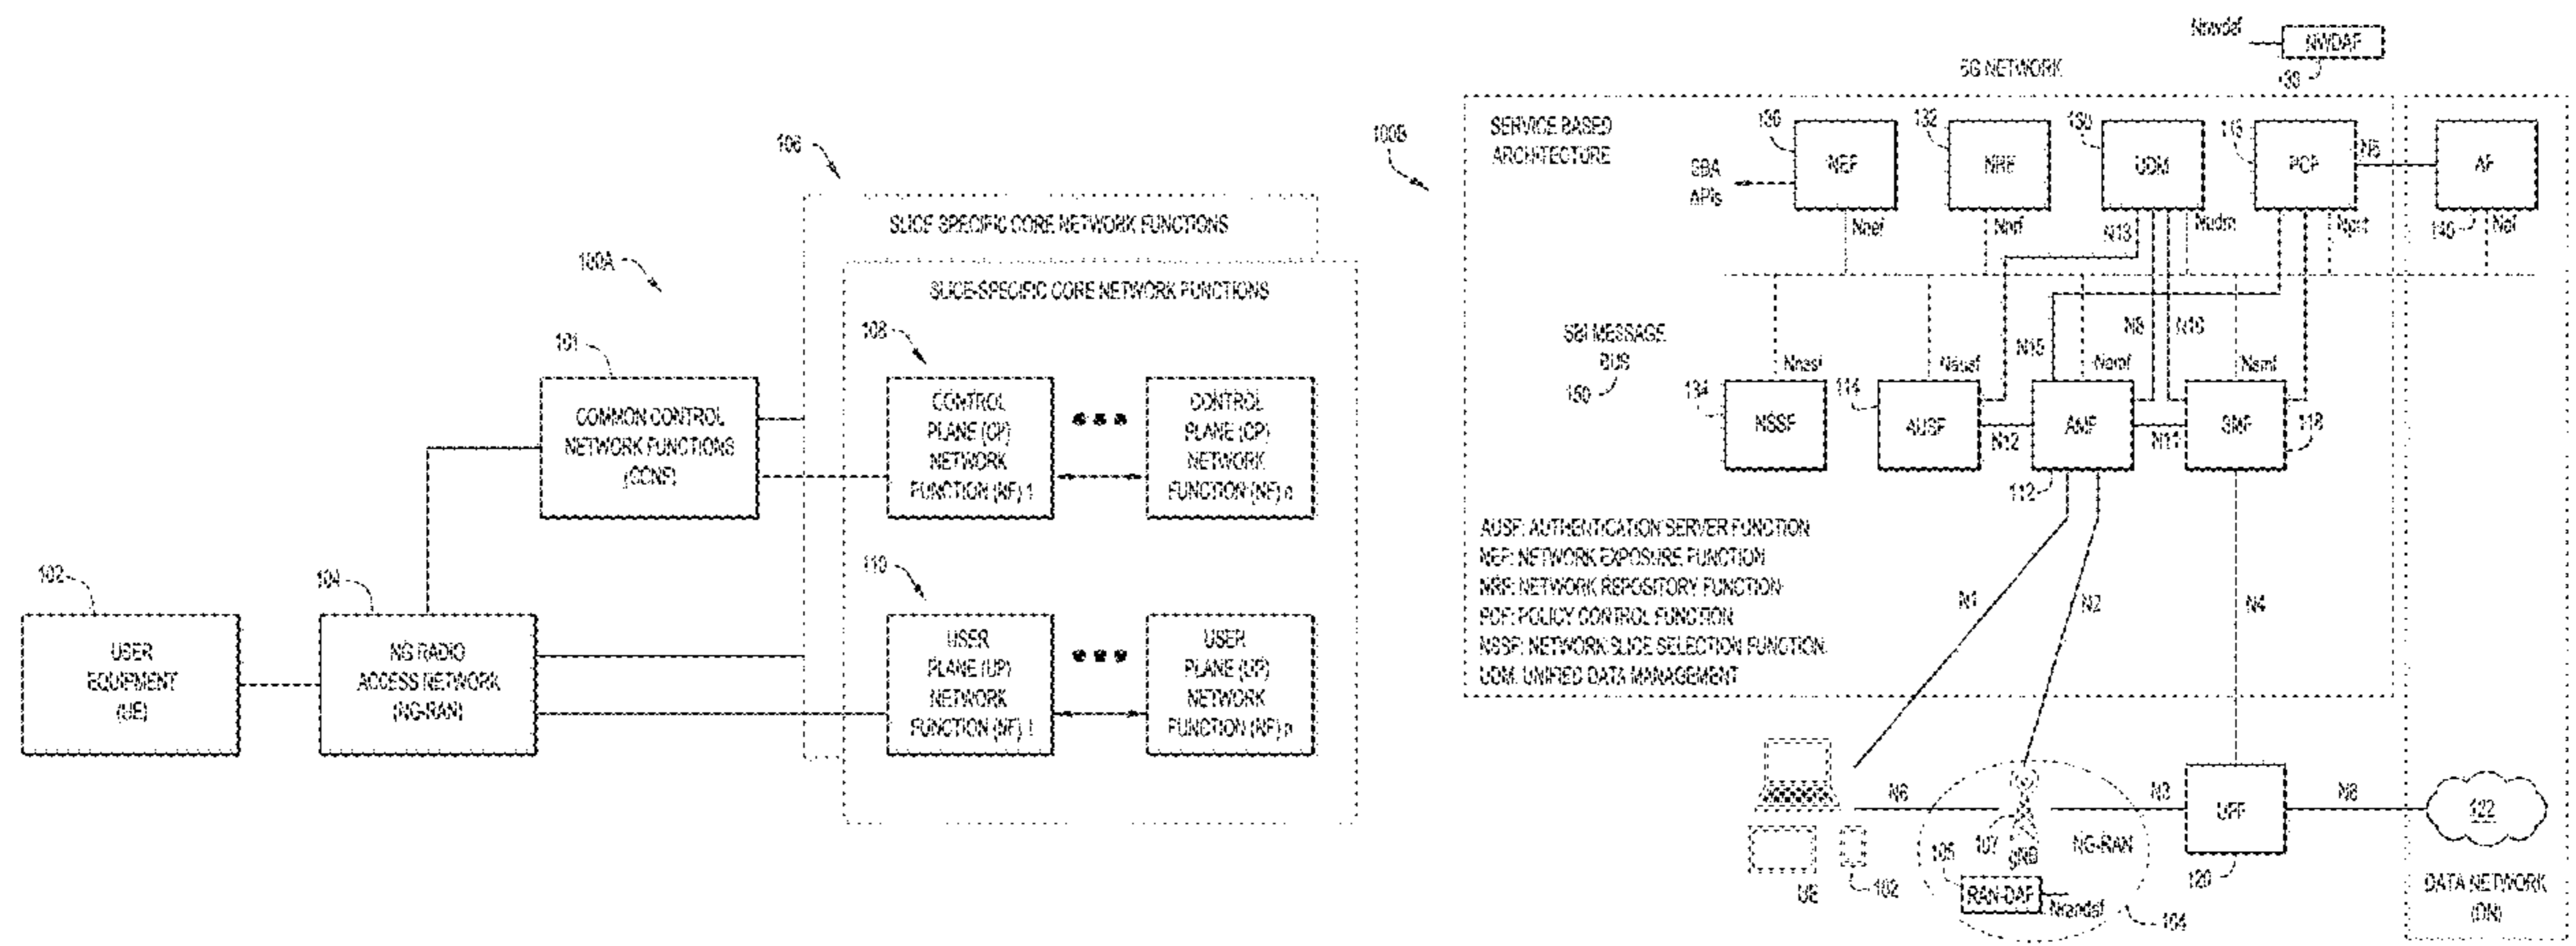 106
SLICE SPECIFIC CORE NETWORK FUNCTIONS
100A
SLICE-SPECIFIC CORE NETWORK FUNCTIONS
101
COMMON CONTROL
NETWORK FUNCTIONS
(CCNF)
108
CONTROL
PLANE (CP)
NETWORK
FUNCTION (NF) 1
CONTROL
PLANE (CP)
NETWORK
FUNCTION (NF) n
102
USER
EQUIPMENT
(UE)
104
NG RADIO
ACCESS NETWORK
(NG-RAN)
110
USER
PLANE (UP)
NETWORK
FUNCTION (NF) 1
USER
PLANE (UP)
NETWORK
FUNCTION (NF) n
100B
Nnwdaf
NWDAF
5G NETWORK
SERVICE BASED
ARCHITECTURE
SBA
APIs
136
NEF
Nnef
132
NRF
Nnrf
UDM
N13
Nudm
PCF
Npcf
AF
140
Naf
SBI MESSAGE
BUS
150
N15
N8
N10
134
NSSF
Nnssf
114
AUSF
Nausf
N12
AMF
Namf
112
N11
SMF
Nsmf
118
AUSF: AUTHENTICATION SERVER FUNCTION
NEF: NETWORK EXPOSURE FUNCTION
NRF: NETWORK REPOSITORY FUNCTION
PCF: POLICY CONTROL FUNCTION
NSSF: NETWORK SLICE SELECTION FUNCTION
UDM: UNIFIED DATA MANAGEMENT
N1
N2
N4
N3
UPF
120
122
UE
102
107
gNB
NG-RAN
105
RAN-DAF
Nrandaf
104
DATA NETWORK
(DN)